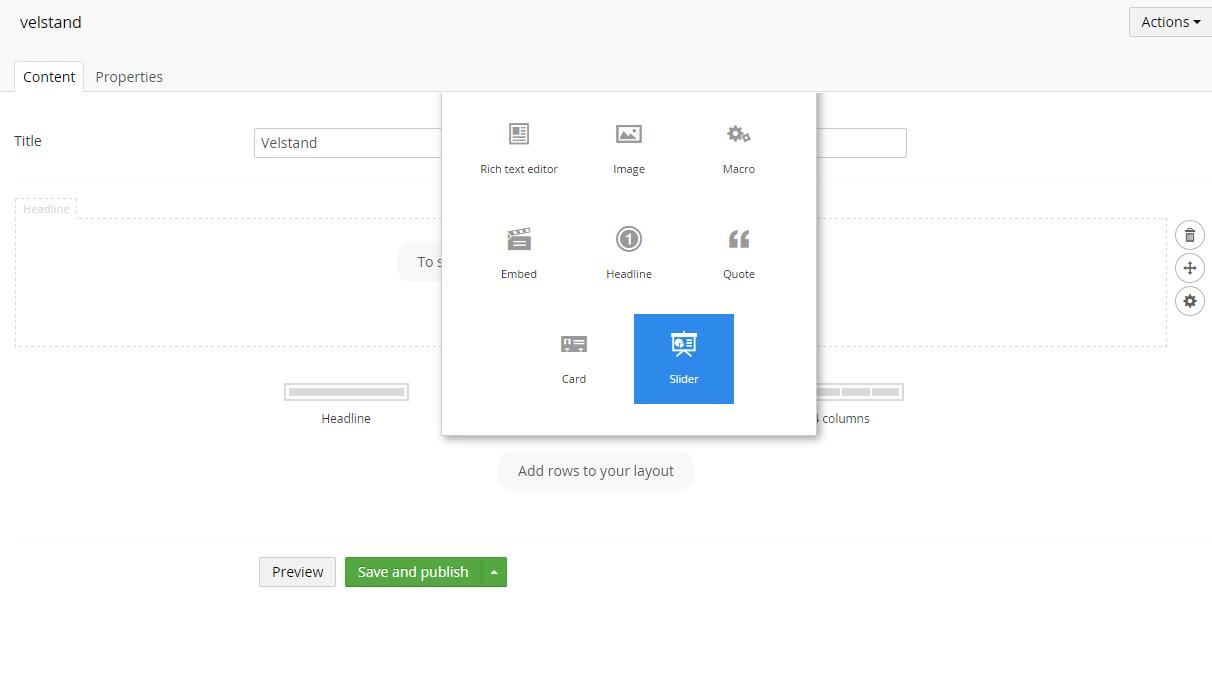 velstand
Actions
Content
Properties
Title
Velstand
Rich text editor
Image
Macro
Headline
To s
Embed
Headline
Quote
Card
Slider
Headline
4 columns
Add rows to your layout
Preview
Save and publish